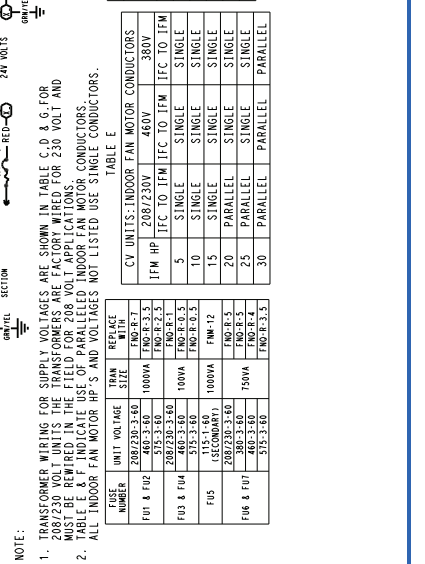 GRN/YEL
SECTION
RED
24V VOLTS
GRN/YE
NOTE:
1. TRANSFORMER WIRING FOR SUPPLY VOLTAGES ARE SHOWN IN TABLE C,D & G.FOR
208/230 VOLT UNITS THE TRANSFORMERS ARE FACTORY WIRED FOR 230 VOLT AND
MUST BE REWIRED IN THE FIELD FOR 208 VOLT APPLICATIONS.
2. TABLE E & F INDICATE USE OF PARALLELED INDOOR FAN MOTOR CONDUCTORS.
ALL INDOOR FAN MOTOR HP'S AND VOLTAGES NOT LISTED USE SINGLE CONDUCTORS.
FUSE NUMBER UNIT VOLTAGE TRAN SIZE REPLACE WITH
FU1 & FU2 208/230-3-60 1000VA FNQ-R-7
460-3-60 FNQ-R-3.5
575-3-60 FNQ-R-2.5
FU3 & FU4 208/230-3-60 100VA FNQ-R-1
460-3-60 FNQ-R-0.5
575-3-60 FNQ-R-0.5
FU5 115-1-60 (SECONDARY) 1000VA FNM-12
FU6 & FU7 208/230-3-60 750VA FNQ-R-5
380-3-60 FNQ-R-5
460-3-60 FNQ-R-4
575-3-60 FNQ-R-3.5
TABLE E
CV UNITS:INDOOR FAN MOTOR CONDUCTORS
IFM HP 208/230V 460V 380V
IFC TO IFM IFC TO IFM IFC TO IFM
5 SINGLE SINGLE SINGLE
10 SINGLE SINGLE SINGLE
15 SINGLE SINGLE SINGLE
20 PARALLEL SINGLE SINGLE
25 PARALLEL SINGLE SINGLE
30 PARALLEL PARALLEL PARALLEL